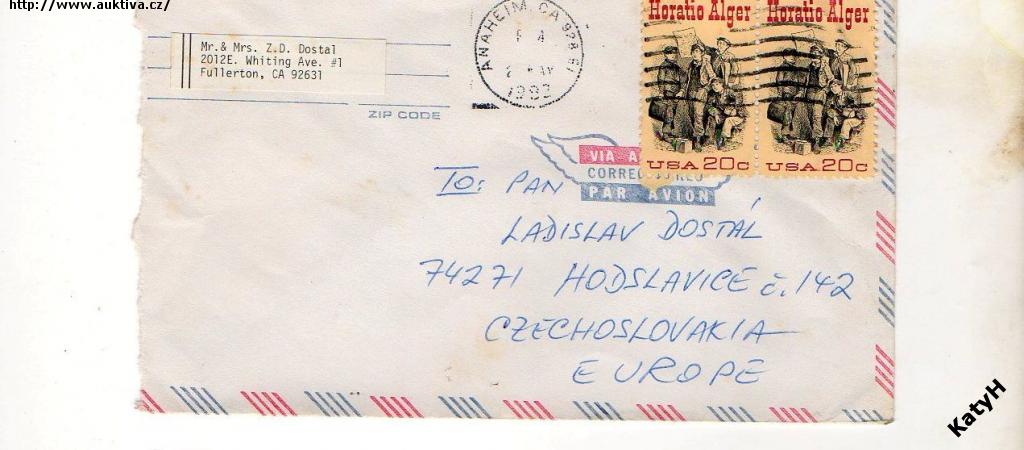 http://www.auktiva.cz/
Mr.& Mrs. Z.D. Dostal
2012E. Whiting Ave. #1
Fullerton, CA 92631
ZIP CODE
ANAHEIM, CA
Horatio Alger
USA 20c
Horatio Alger
USA 20c
VIA
PAR AVION
TO: PAN
LADISLAV DOSTÁL
74271 HODSLAVICE č. 142
CZECHOSLOVAKIA
EUROPE
KatyH